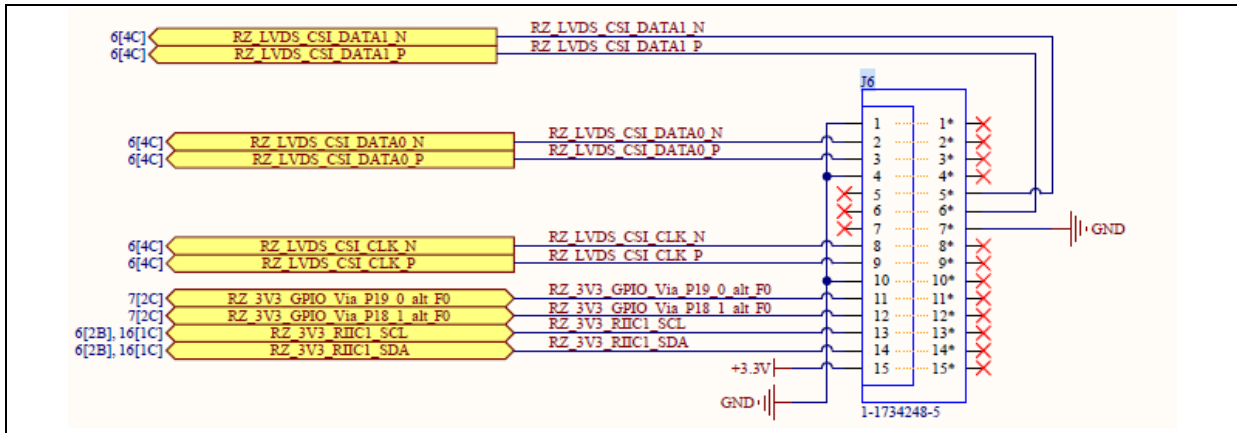 RZ_LVDS_CSI_DATA1_N
6[4C] RZ_LVDS_CSI_DATA1_N
RZ_LVDS_CSI_DATA1_P
6[4C] RZ_LVDS_CSI_DATA1_P
J6
1 1*
RZ_LVDS_CSI_DATA0_N
6[4C] RZ_LVDS_CSI_DATA0_N 2 2*
RZ_LVDS_CSI_DATA0_P
6[4C] RZ_LVDS_CSI_DATA0_P 3 3*
4 4*
5 5*
6 6*
7 7* GND
RZ_LVDS_CSI_CLK_N
6[4C] RZ_LVDS_CSI_CLK_N 8 8*
RZ_LVDS_CSI_CLK_P
6[4C] RZ_LVDS_CSI_CLK_P 9 9*
10 10*
RZ_3V3_GPIO_Via_P19_0_alt_F0
7[2C] RZ_3V3_GPIO_Via_P19_0_alt_F0 11 11*
RZ_3V3_GPIO_Via_P18_1_alt_F0
7[2C] RZ_3V3_GPIO_Via_P18_1_alt_F0 12 12*
RZ_3V3_RIIC1_SCL
6[2B], 16[1C] RZ_3V3_RIIC1_SCL 13 13*
RZ_3V3_RIIC1_SDA
6[2B], 16[1C] RZ_3V3_RIIC1_SDA 14 14*
+3.3V 15 15*
GND
1-1734248-5